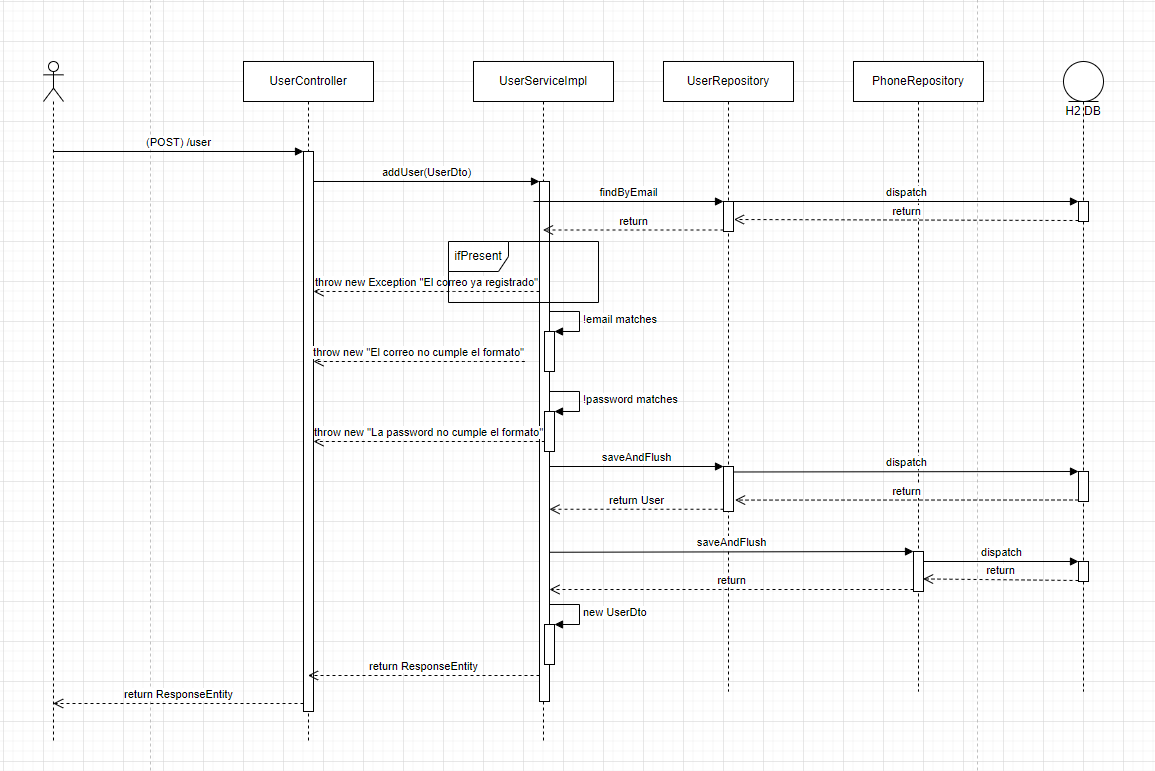 UserController
UserServiceImpl
UserRepository
PhoneRepository
H2 DB
(POST) /user
addUser(UserDto)
findByEmail
dispatch
return
return
ifPresent
throw new Exception "El correo ya registrado"
!email matches
throw new "El correo no cumple el formato"
!password matches
throw new "La password no cumple el formato"
saveAndFlush
dispatch
return
return User
saveAndFlush
dispatch
return
return
new UserDto
return ResponseEntity
return ResponseEntity